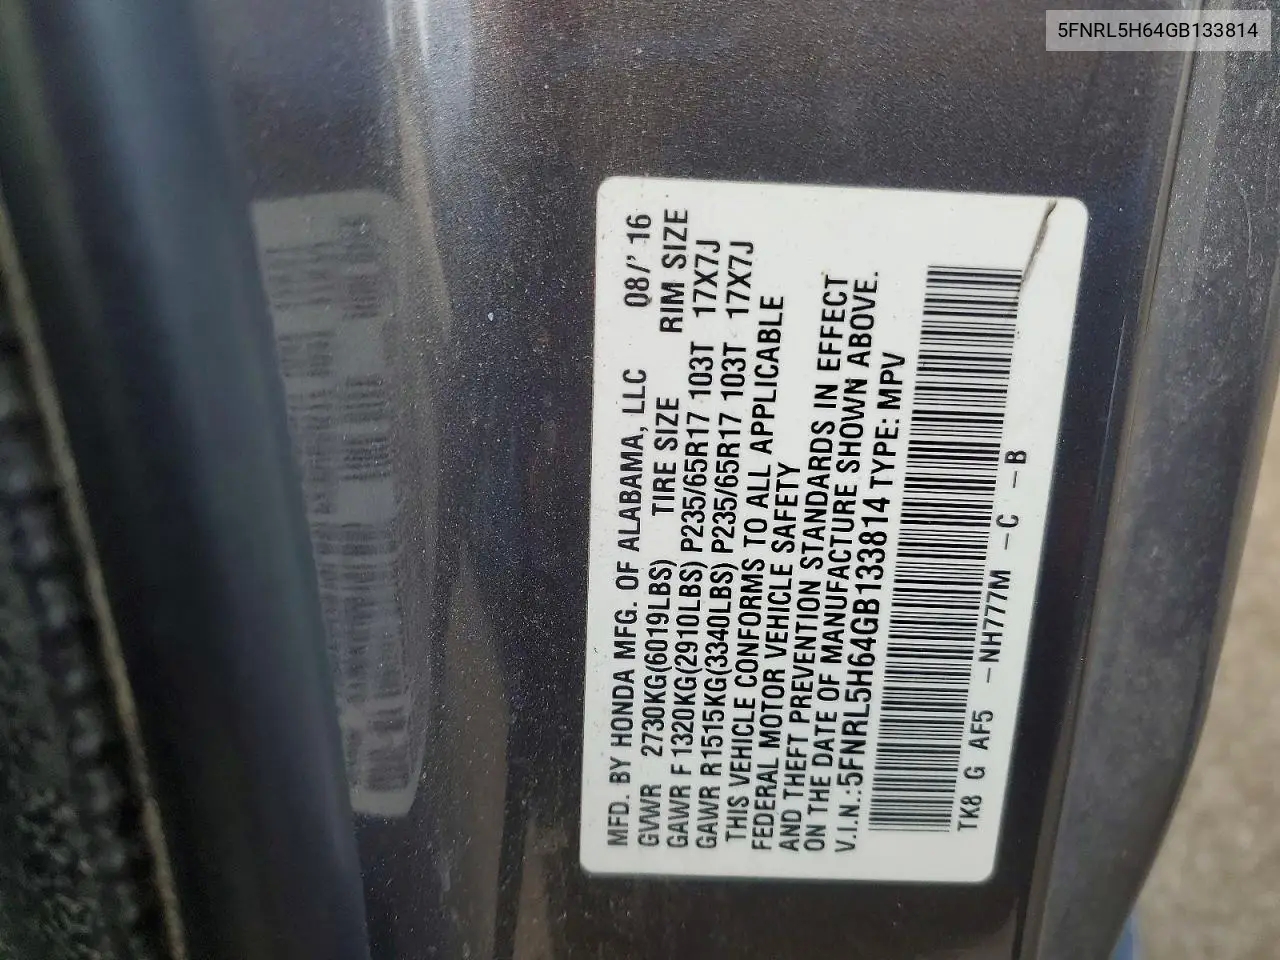 5FNRL5H64GB133814
MFD. BY HONDA MFG. OF ALABAMA, LLC 08/' 16
GVWR 2730KG(6019LBS) TIRE SIZE RIM SIZE
GAWR F 1320KG(2910LBS) P235/65R17 103T 17X7J
GAWR R 1515KG(3340LBS) P235/65R17 103T 17X7J
THIS VEHICLE CONFORMS TO ALL APPLICABLE
FEDERAL MOTOR VEHICLE SAFETY
AND THEFT PREVENTION STANDARDS IN EFFECT
ON THE DATE OF MANUFACTURE SHOWN ABOVE.
V.I.N.:5FNRL5H64GB133814 TYPE: MPV
TK8 G AF5 -NH777M -C -B